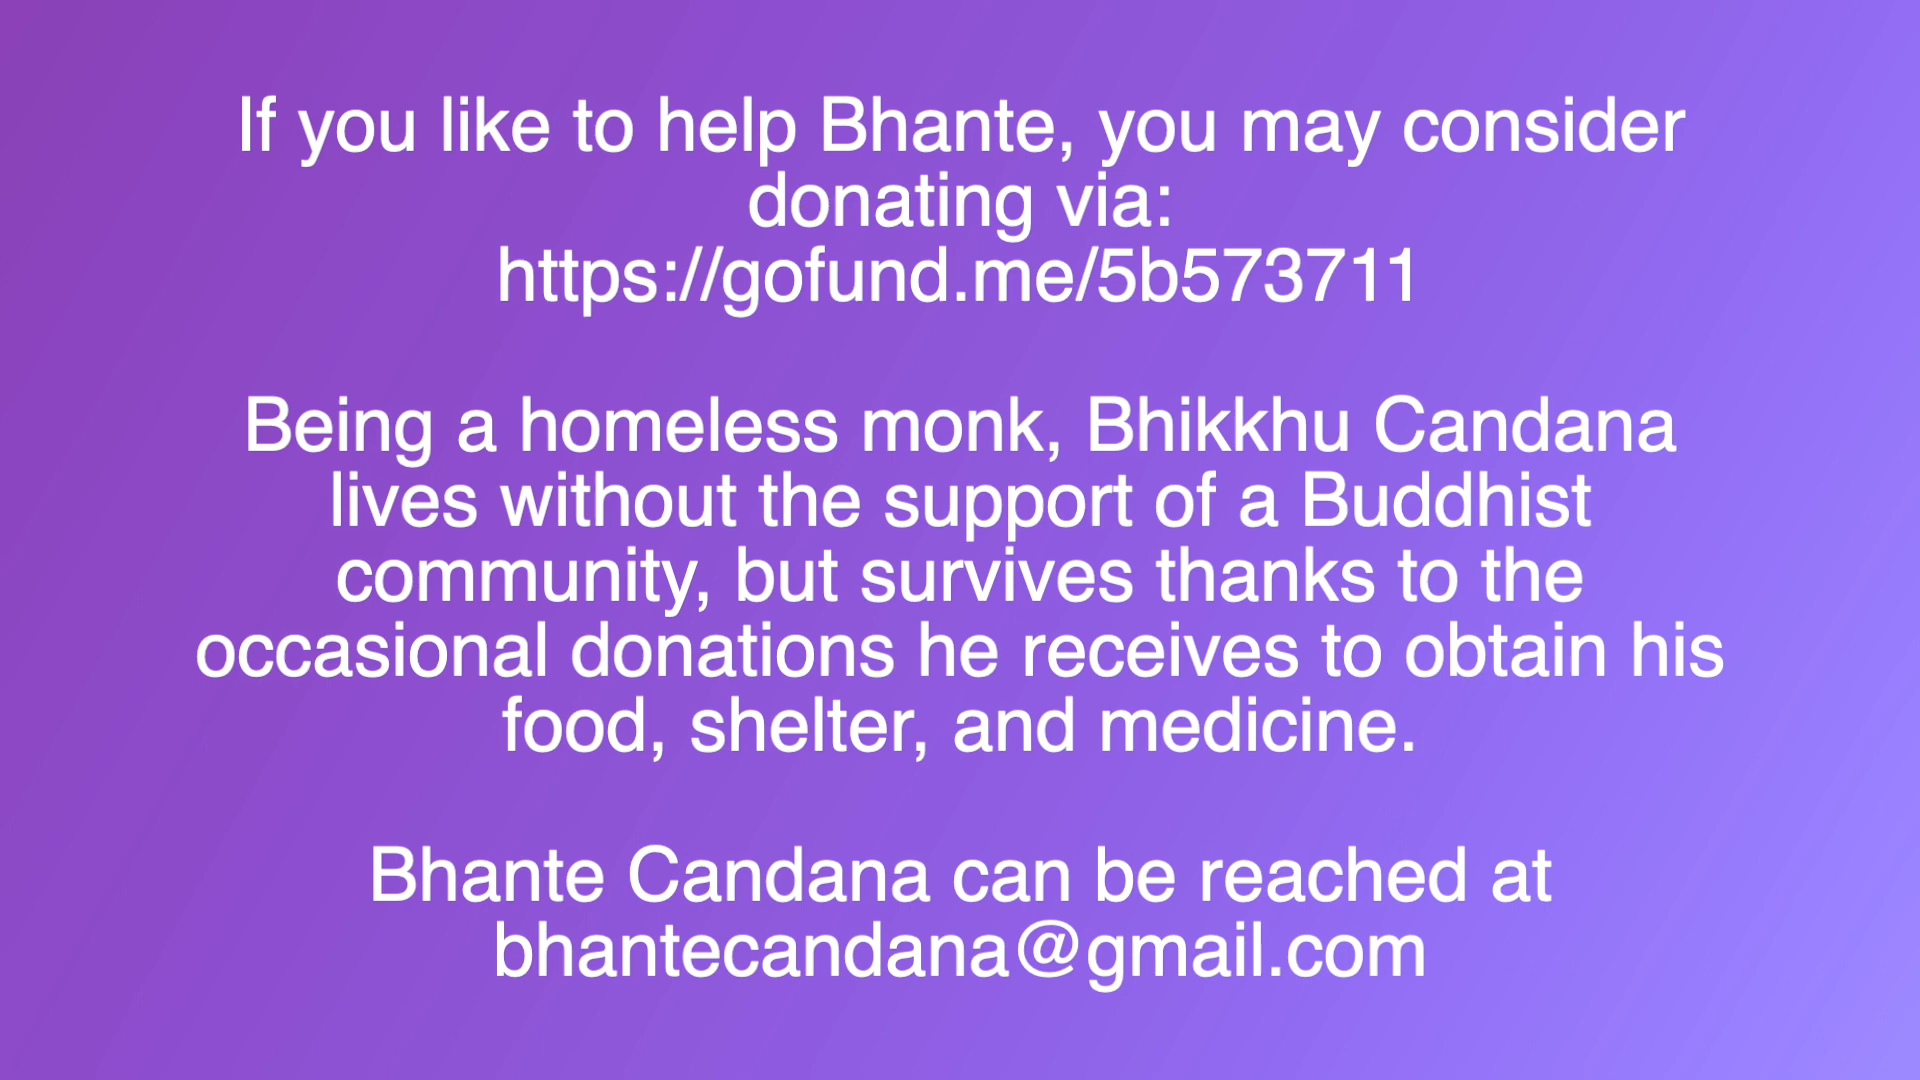 If you like to help Bhante, you may consider
donating via:
https://gofund.me/5b573711
Being a homeless monk, Bhikkhu Candana
lives without the support of a Buddhist
community, but survives thanks to the
occasional donations he receives to obtain his
food, shelter, and medicine.
Bhante Candana can be reached at
bhantecandana@gmail.com